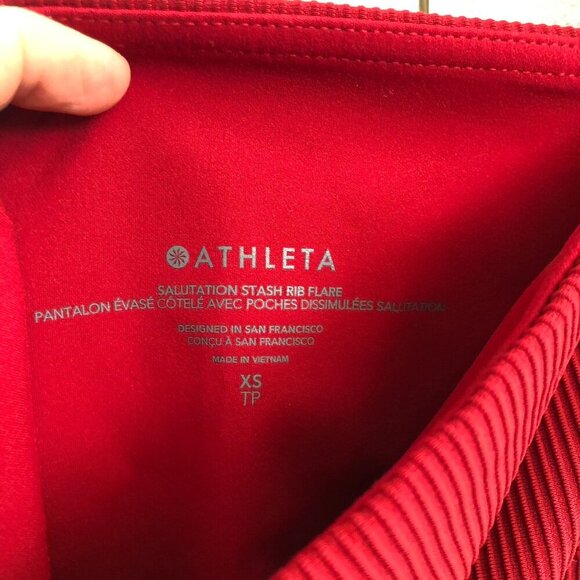 ATHLETA
SALUTATION STASH RIB FLARE
PANTALON ÉVASÉ CÔTELÉ AVEC POCHES DISSIMULÉES SALUTATION
DESIGNED IN SAN FRANCISCO
CONÇU À SAN FRANCISCO
MADE IN VIETNAM
XS
TP